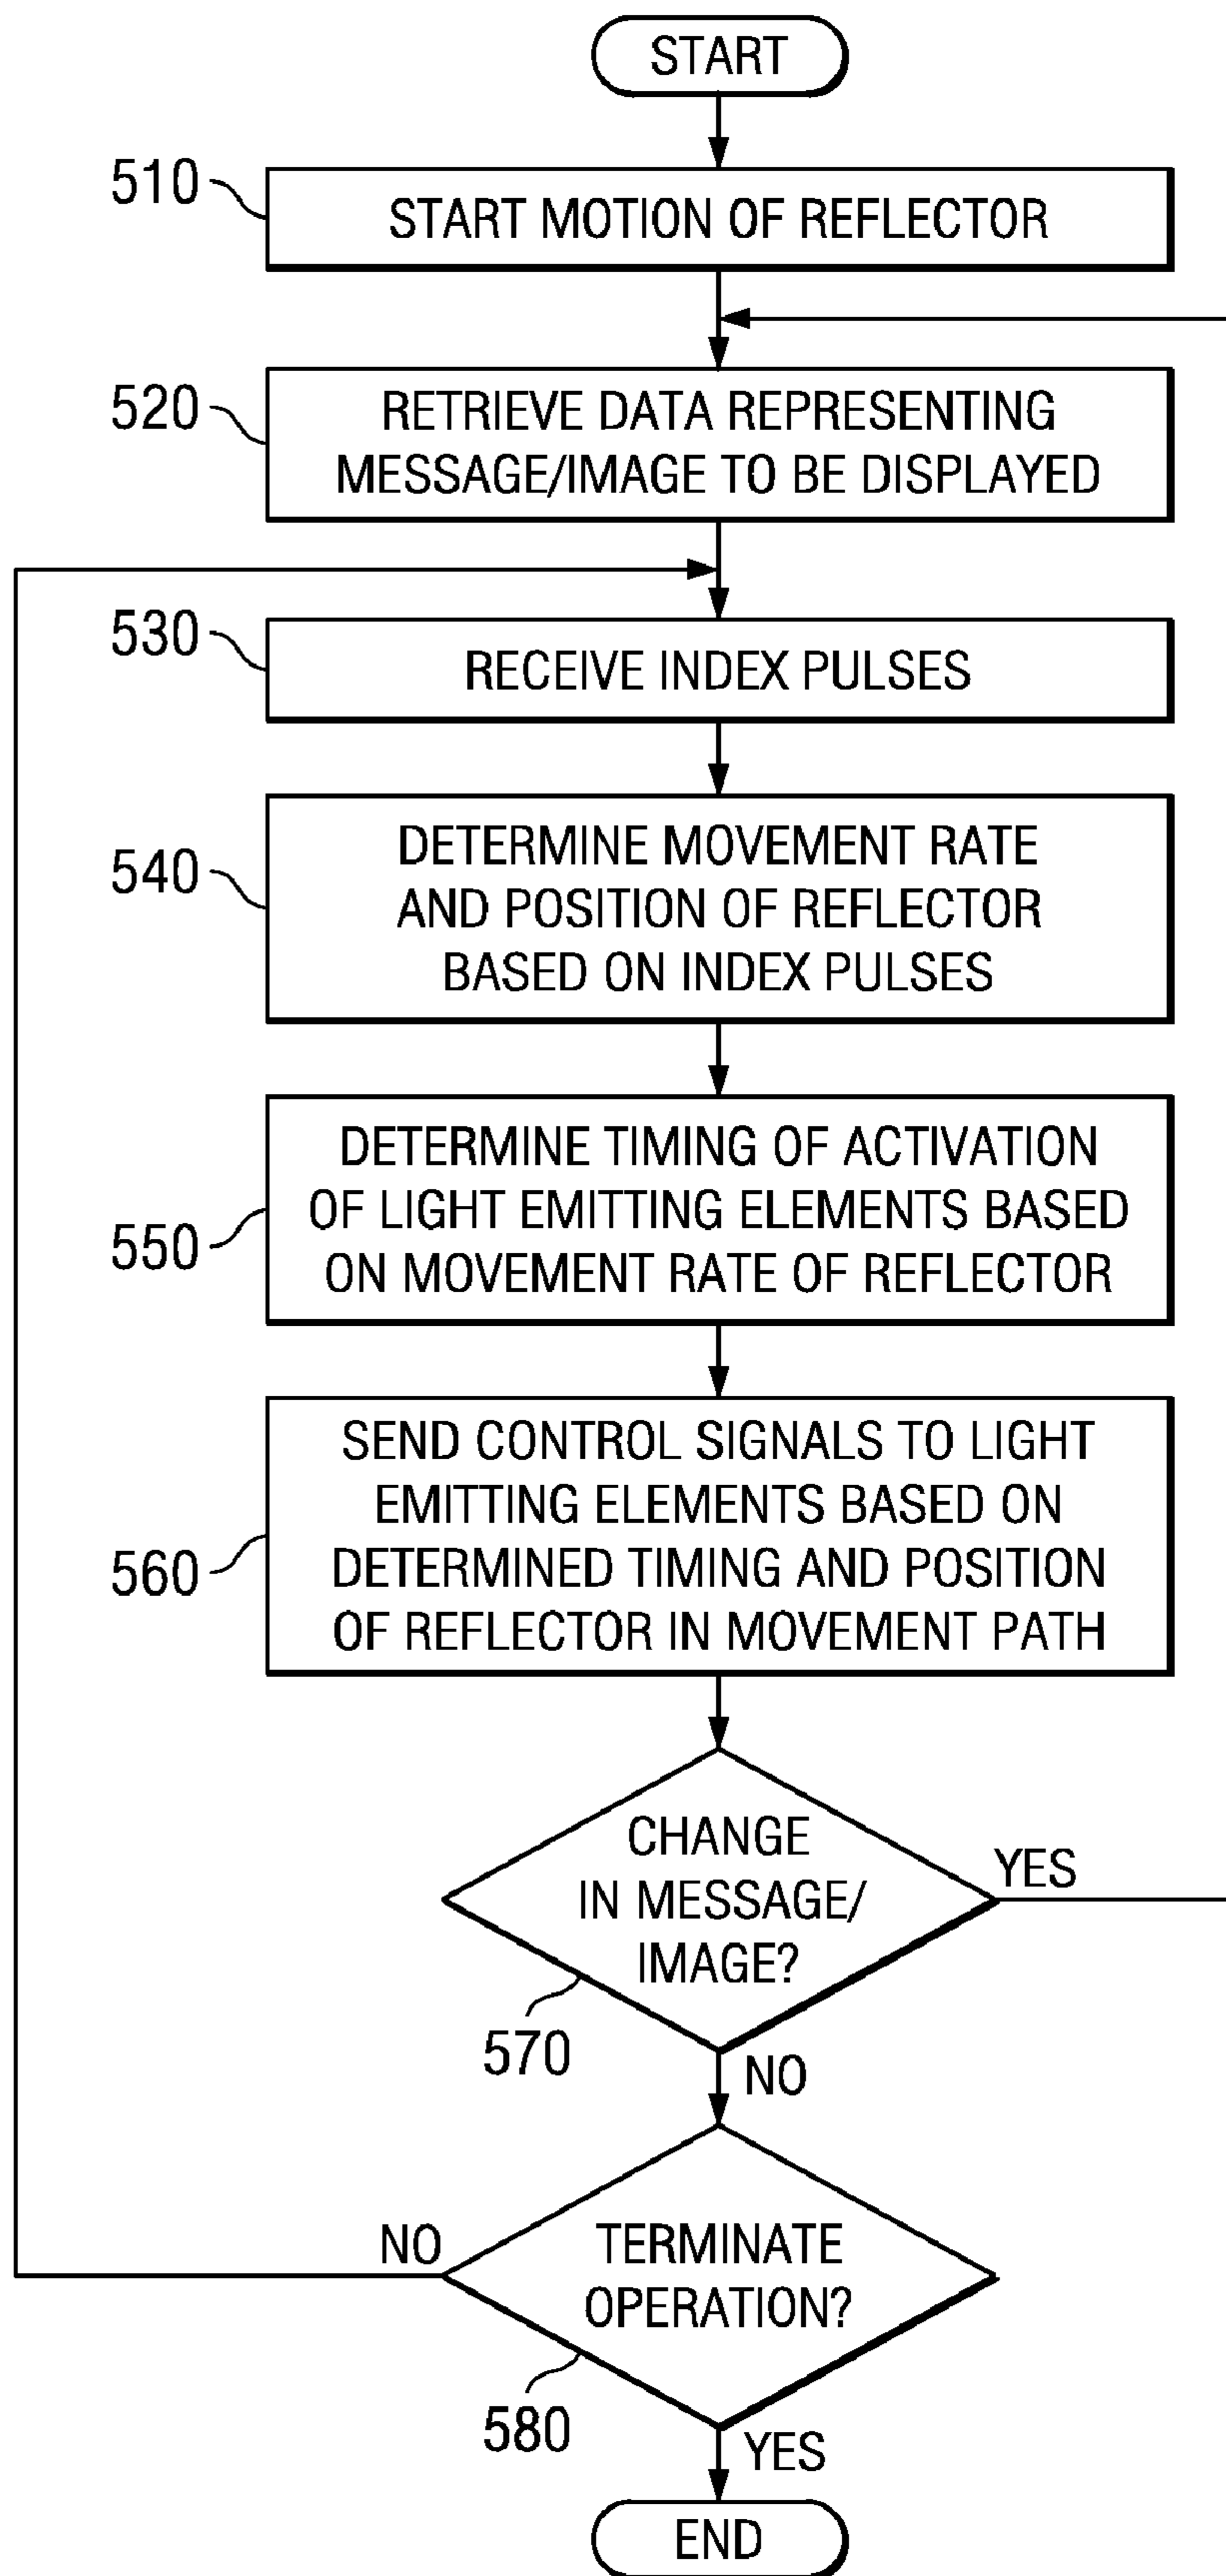 START
510
START MOTION OF REFLECTOR
520
RETRIEVE DATA REPRESENTING
MESSAGE/IMAGE TO BE DISPLAYED
530
RECEIVE INDEX PULSES
540
DETERMINE MOVEMENT RATE
AND POSITION OF REFLECTOR
BASED ON INDEX PULSES
550
DETERMINE TIMING OF ACTIVATION
OF LIGHT EMITTING ELEMENTS BASED
ON MOVEMENT RATE OF REFLECTOR
560
SEND CONTROL SIGNALS TO LIGHT
EMITTING ELEMENTS BASED ON
DETERMINED TIMING AND POSITION
OF REFLECTOR IN MOVEMENT PATH
CHANGE
IN MESSAGE/
IMAGE?
YES
570
NO
NO
TERMINATE
OPERATION?
580
YES
END